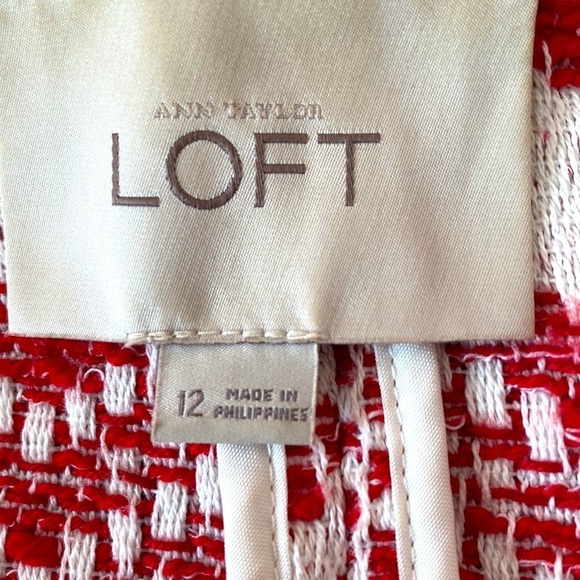 ANN TAYLOR
LOFT
12 MADE IN
PHILIPPINES